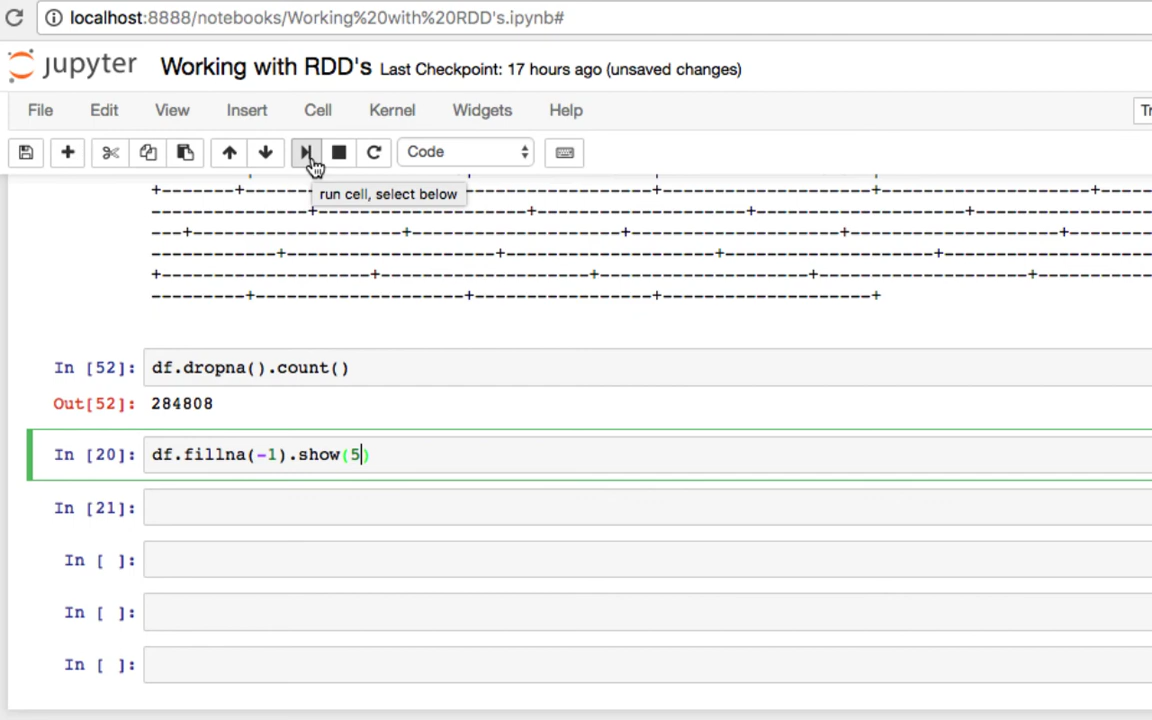 localhost:8888/notebooks/Working%20with%20RDD's.ipynb#
jupyter Working with RDD's Last Checkpoint: 17 hours ago (unsaved changes)
File Edit View Insert Cell Kernel Widgets Help
Code
run cell, select below
In [52]: df.dropna().count()
Out[52]: 284808
In [20]: df.fillna(-1).show(5)
In [21]:
In [ ]:
In [ ]:
In [ ]: